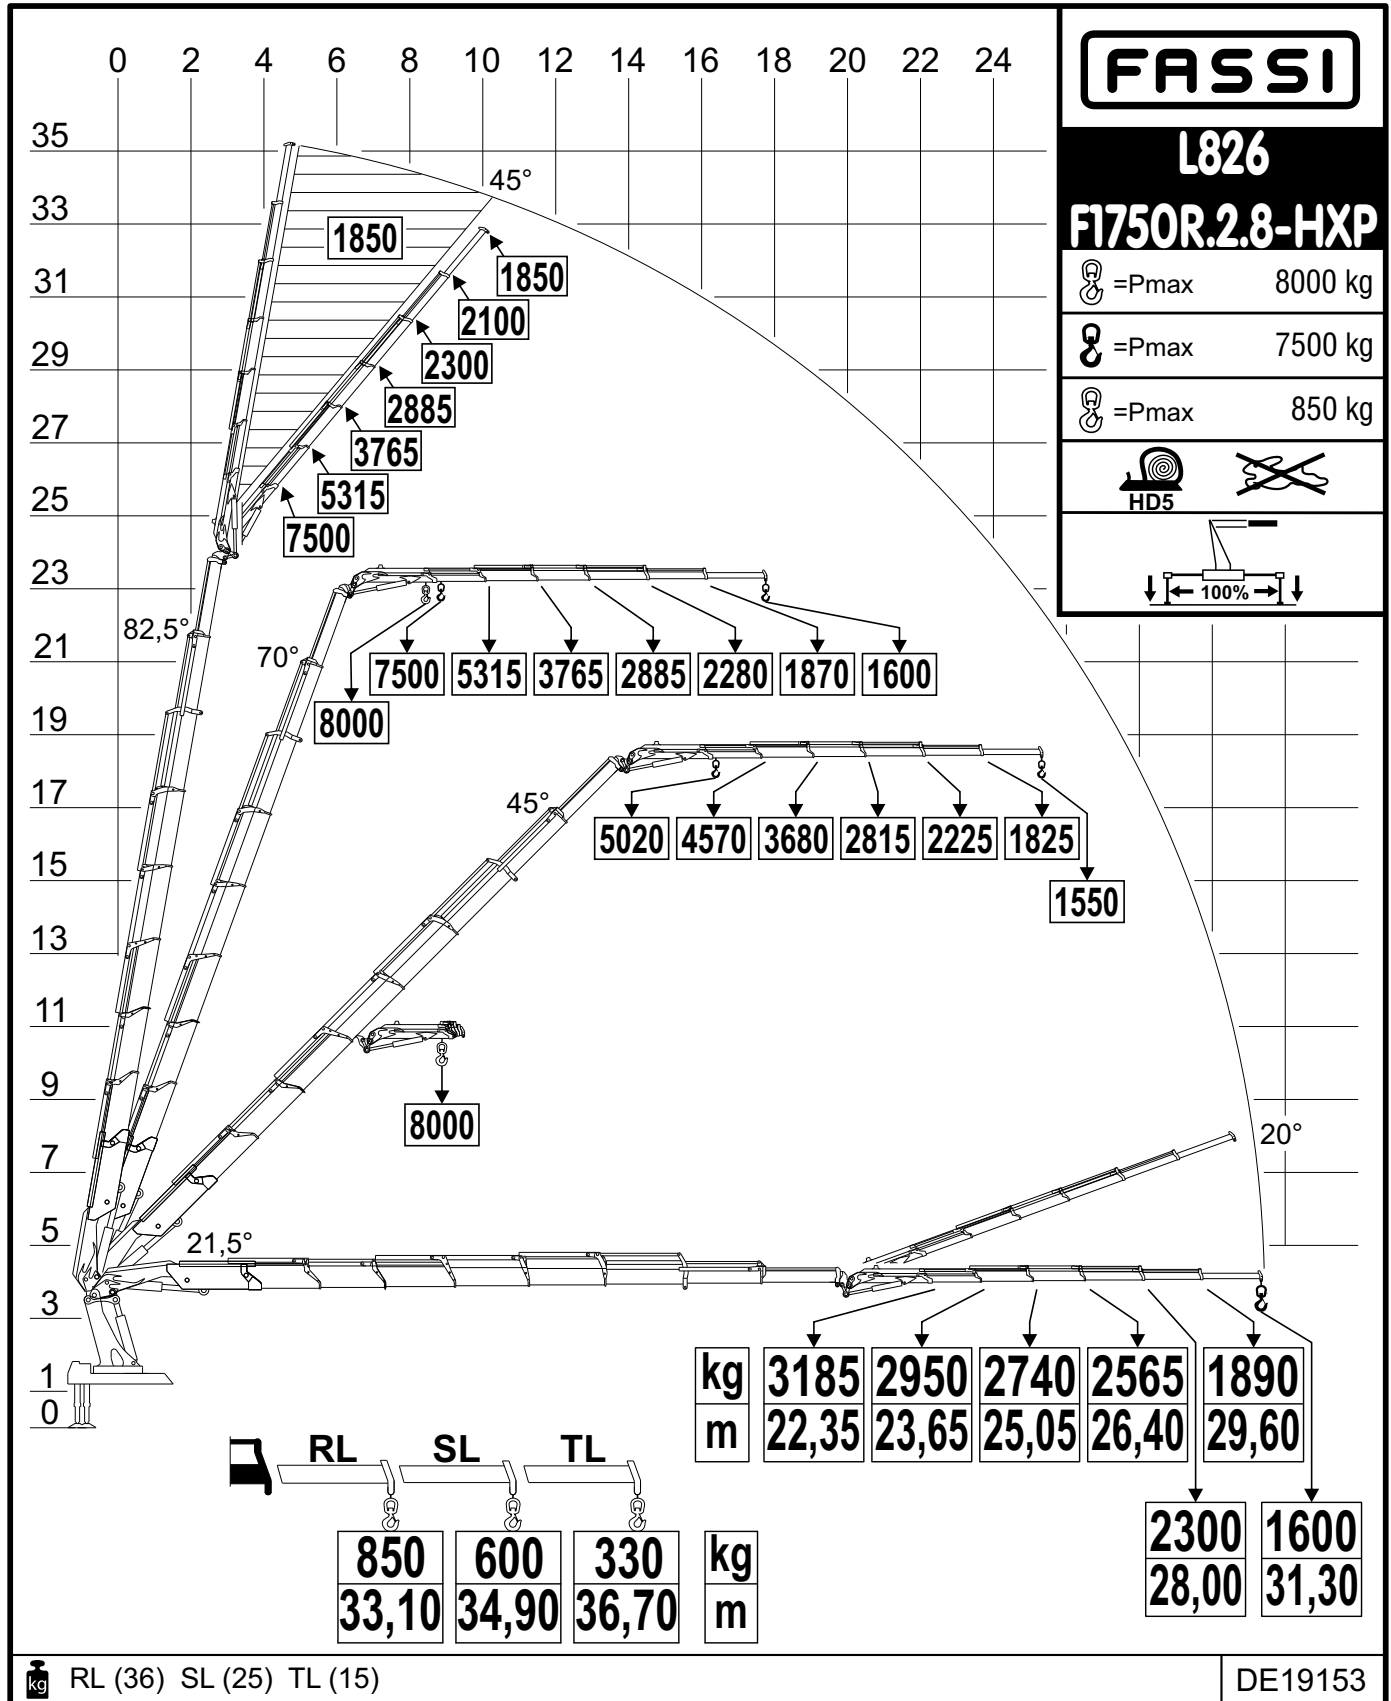 0 2 4 6 8 10 12 14 16 18 20 22 24
FASSI
L826
F1750R.2.8-HXP
=Pmax 8000 kg
=Pmax 7500 kg
=Pmax 850 kg
HD5
100%
35
33
31
29
27
25
23
21
19
17
15
13
11
9
7
5
3
1
0
45°
1850
1850
2100
2300
2885
3765
5315
7500
82,5°
70°
7500 5315 3765 2885 2280 1870 1600
8000
45°
5020 4570 3680 2815 2225 1825
1550
8000
20°
21,5°
kg 3185 2950 2740 2565 1890
m 22,35 23,65 25,05 26,40 29,60
2300 1600
28,00 31,30
RL SL TL
850 600 330 kg
33,10 34,90 36,70 m
kg RL (36) SL (25) TL (15)
DE19153